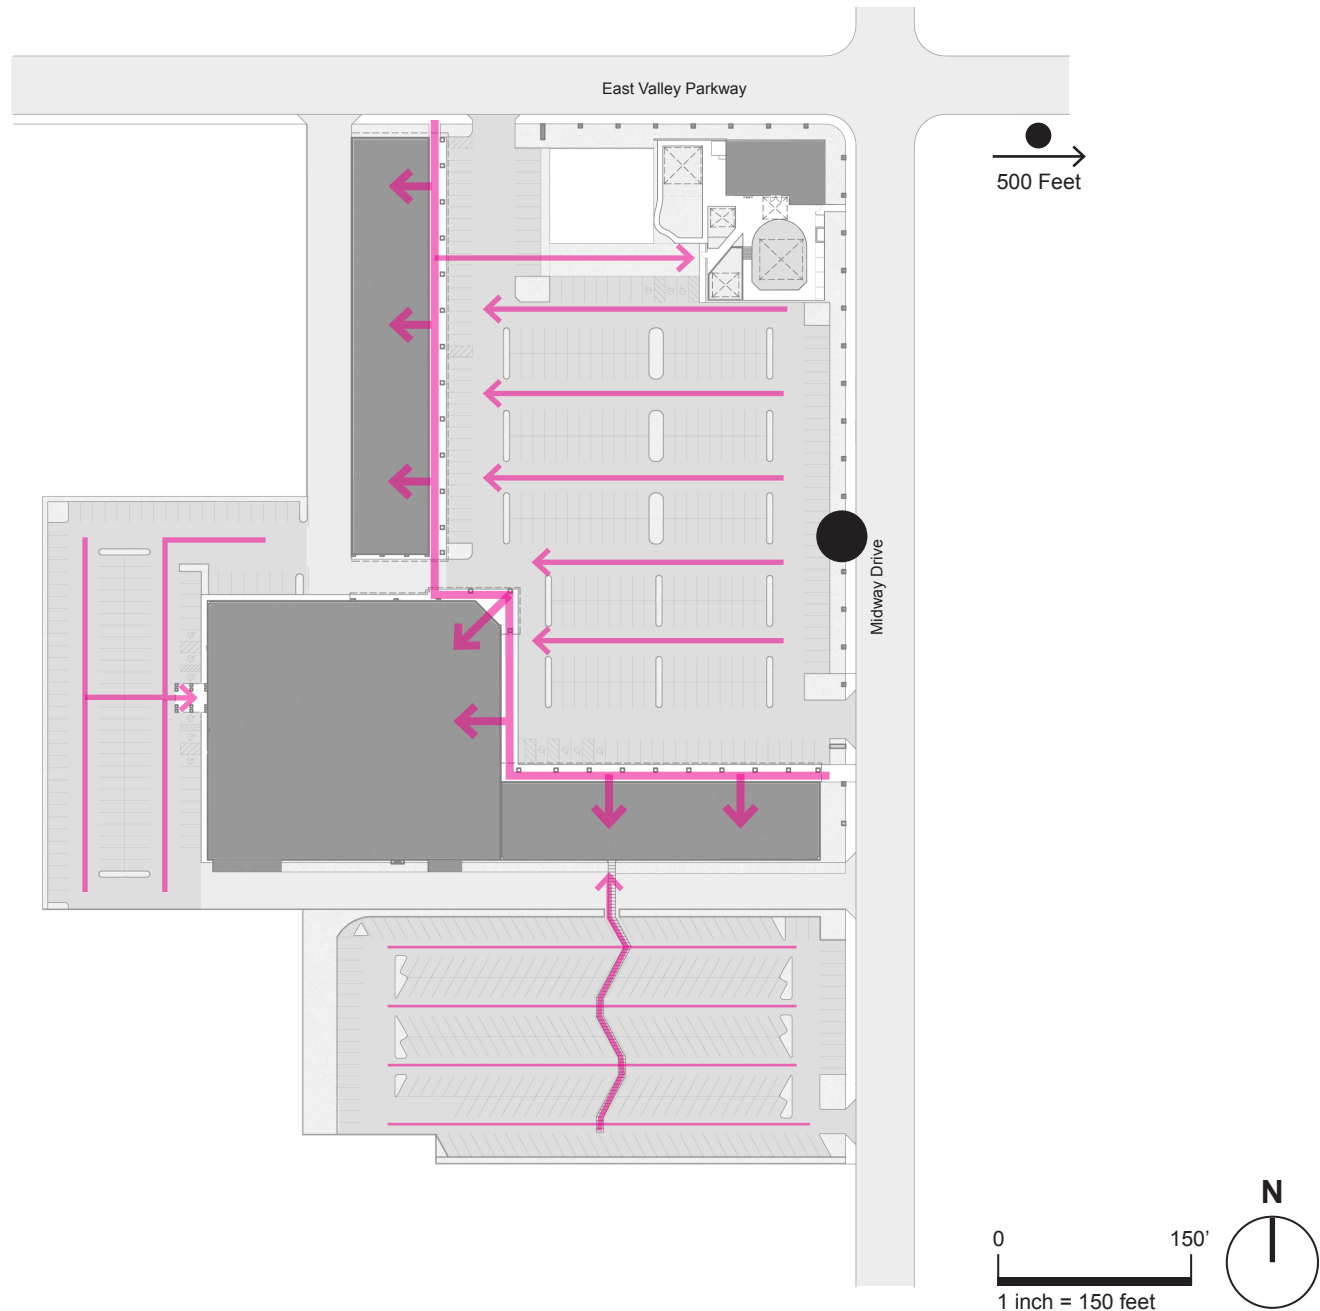 East Valley Parkway
500 Feet
Midway Drive
N
0 150’
1 inch = 150 feet